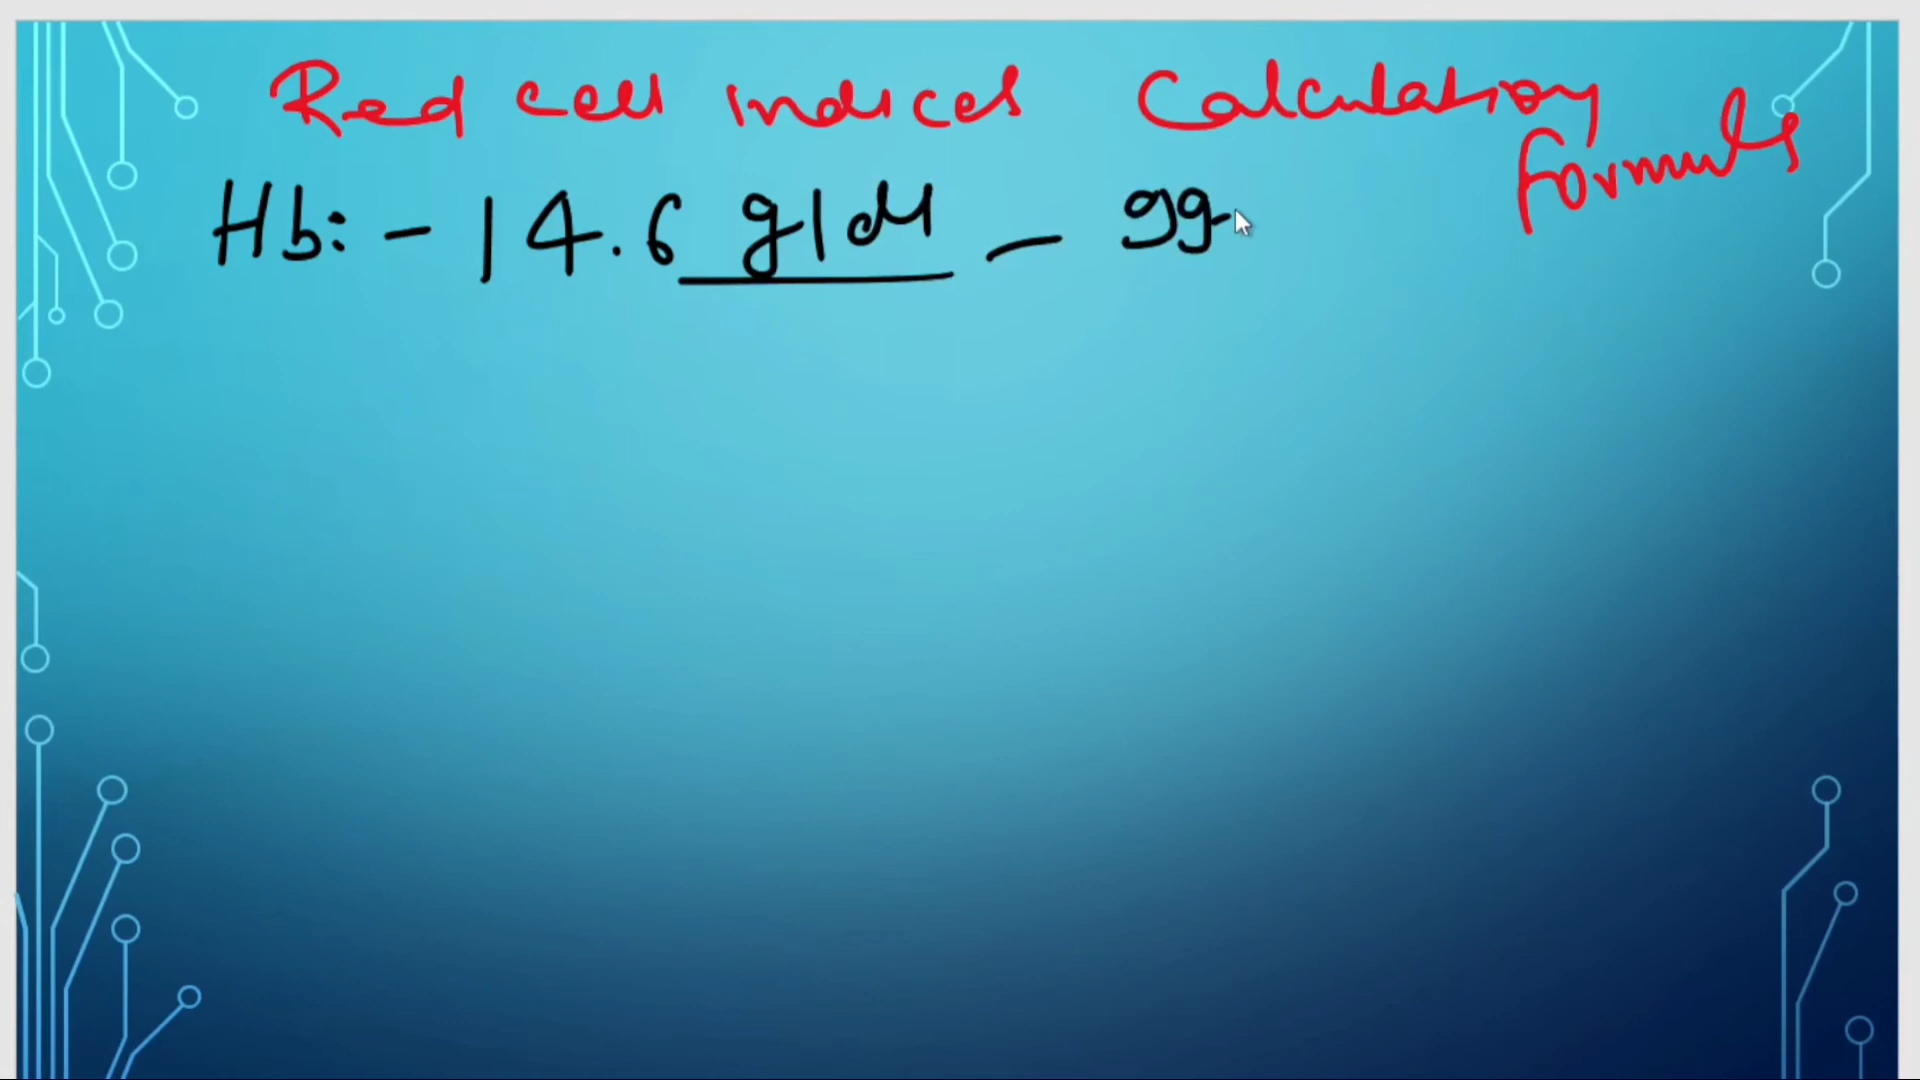 Red cell indices Calculation
formula
Hb:- 14.6 g/dl - 99